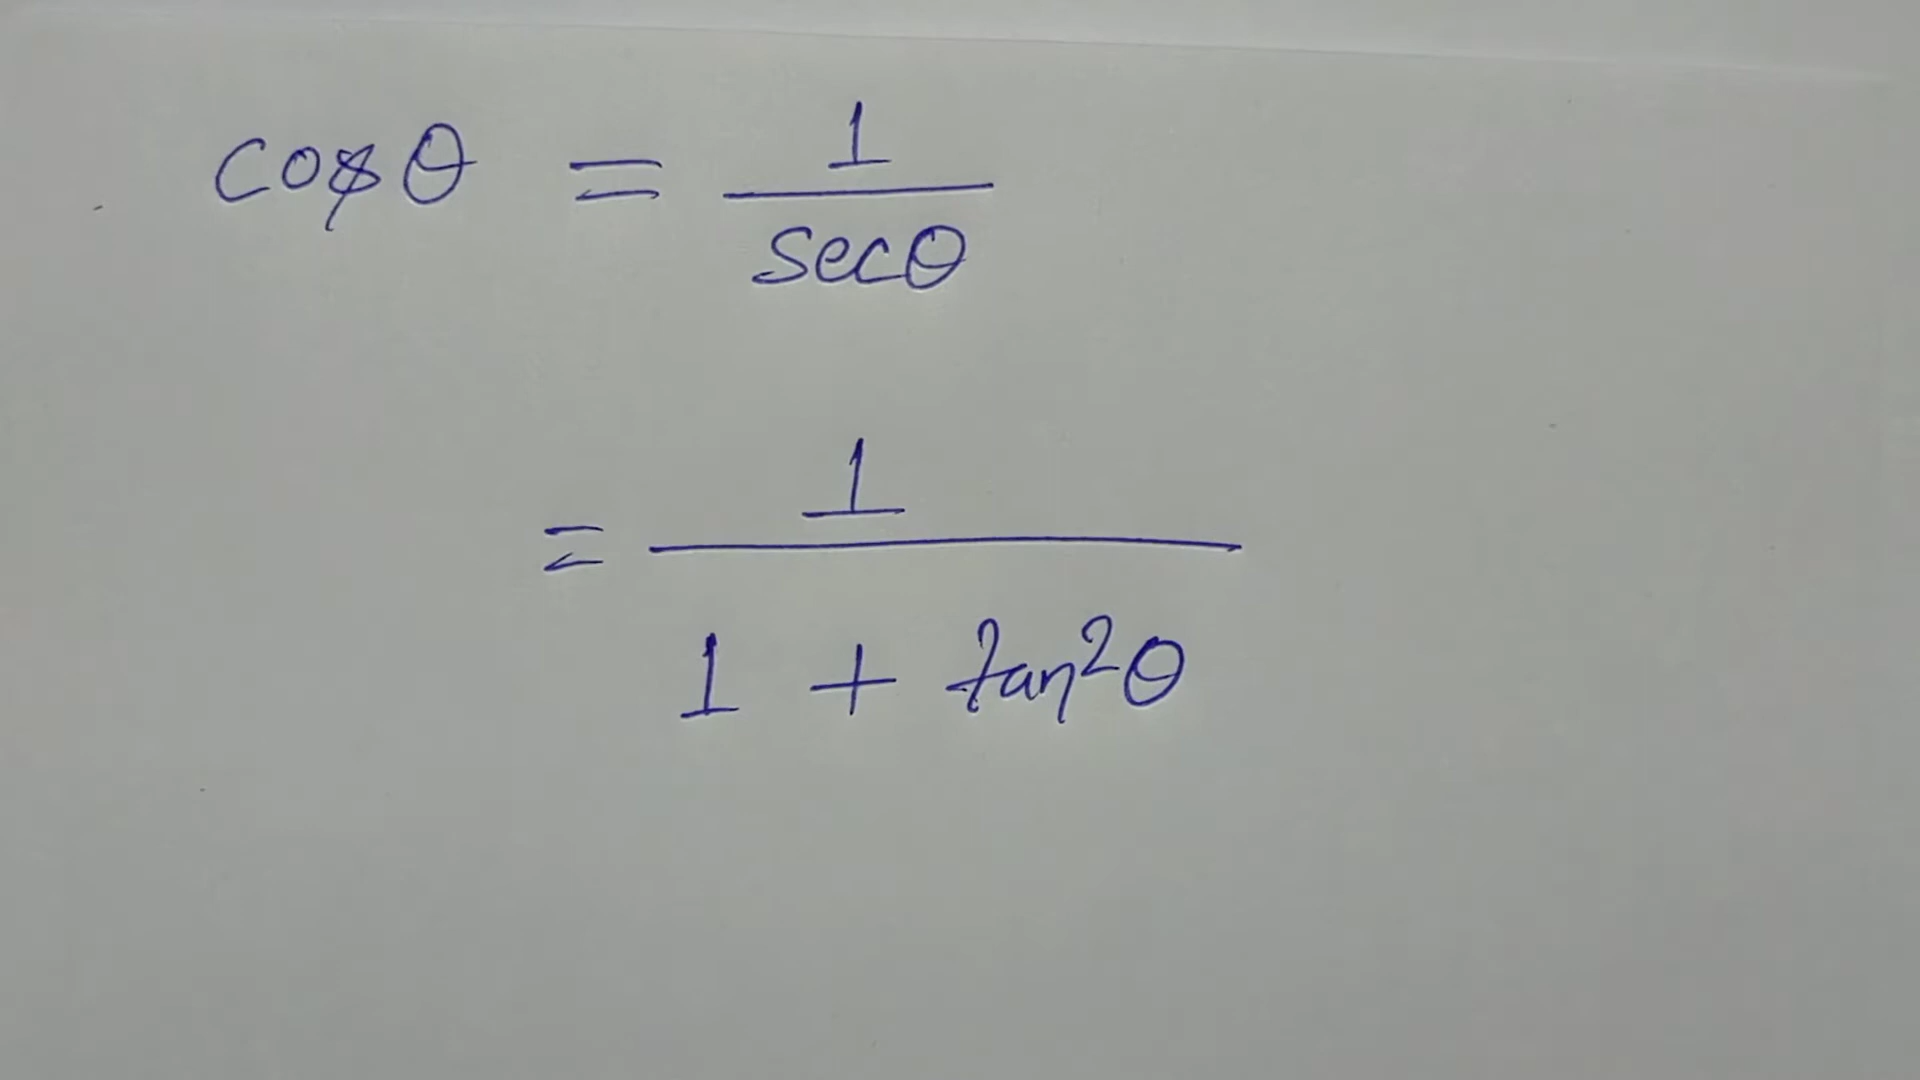 cosθ = 1/secθ
= 1/(1 + tan²θ)